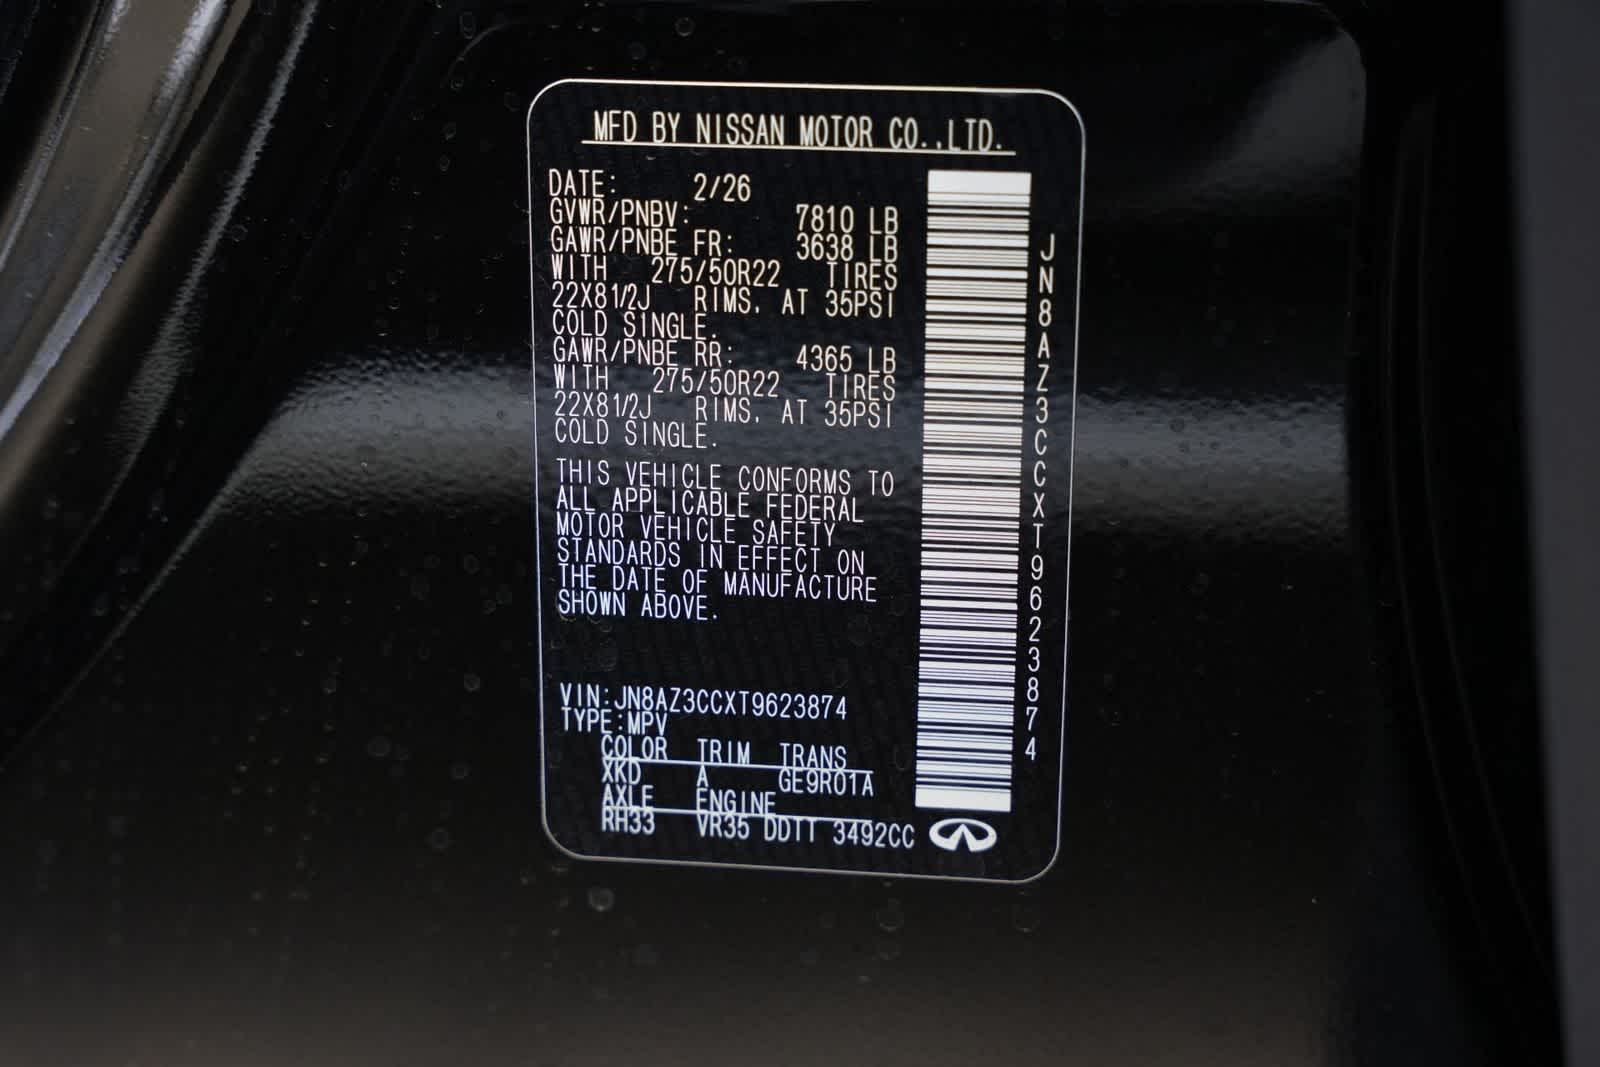 MFD BY NISSAN MOTOR CO.,LTD.
DATE: 2/26
GVWR/PNBV: 7810 LB
GAWR/PNBE FR: 3638 LB
WITH 275/50R22 TIRES
22X81/2J RIMS, AT 35PSI
COLD SINGLE.
GAWR/PNBE RR: 4365 LB
WITH 275/50R22 TIRES
22X81/2J RIMS, AT 35PSI
COLD SINGLE.
THIS VEHICLE CONFORMS TO
ALL APPLICABLE FEDERAL
MOTOR VEHICLE SAFETY
STANDARDS IN EFFECT ON
THE DATE OF MANUFACTURE
SHOWN ABOVE.
VIN:JN8AZ3CCXT9623874
TYPE:MPV
COLOR TRIM TRANS
XKD A GE9R01A
AXLE ENGINE
RH33 VR35 DDTT 3492CC
JN8AZ3CCXT9623874